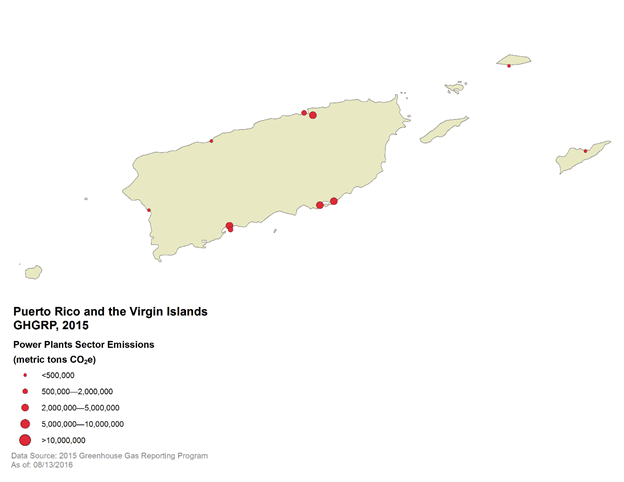 Puerto Rico and the Virgin Islands
GHGRP, 2015
Power Plants Sector Emissions
(metric tons CO₂e)
<500,000
500,000—2,000,000
2,000,000—5,000,000
5,000,000—10,000,000
>10,000,000
Data Source: 2015 Greenhouse Gas Reporting Program
As of: 08/13/2016